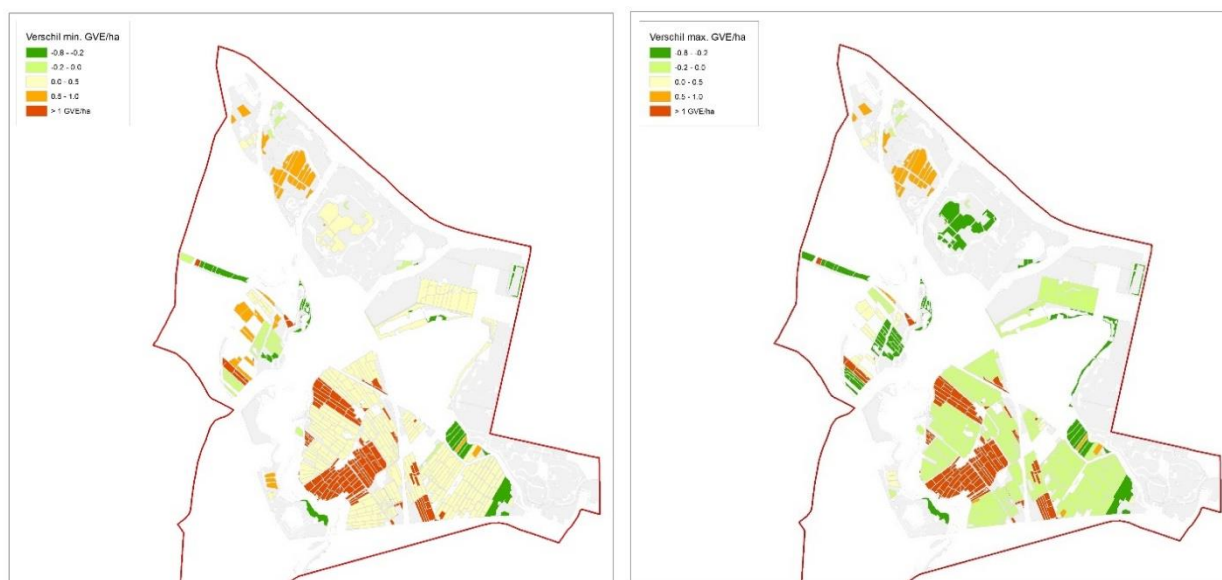 Verschil min. GVE/ha
-0.8 - -0.2
-0.2 - 0.0
0.0 - 0.5
0.5 - 1.0
> 1 GVE/ha
Verschil max. GVE/ha
-0.8 - -0.2
-0.2 - 0.0
0.0 - 0.5
0.5 - 1.0
> 1 GVE/ha